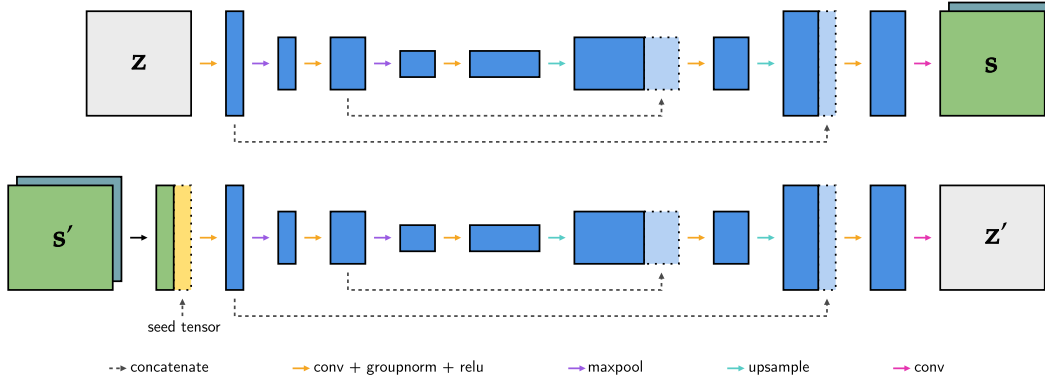 z
s
s′
z′
seed tensor
concatenate
conv + groupnorm + relu
maxpool
upsample
conv